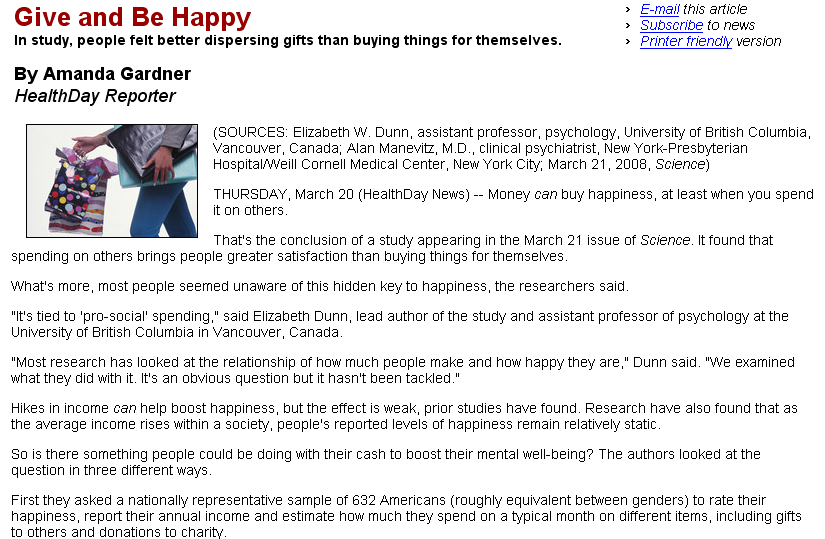 Give and Be Happy
In study, people felt better dispersing gifts than buying things for themselves.
› E-mail this article
› Subscribe to news
› Printer friendly version
By Amanda Gardner
HealthDay Reporter
(SOURCES: Elizabeth W. Dunn, assistant professor, psychology, University of British Columbia,
Vancouver, Canada; Alan Manevitz, M.D., clinical psychiatrist, New York-Presbyterian
Hospital/Weill Cornell Medical Center, New York City; March 21, 2008, Science)
THURSDAY, March 20 (HealthDay News) -- Money can buy happiness, at least when you spend
it on others.
That's the conclusion of a study appearing in the March 21 issue of Science. It found that
spending on others brings people greater satisfaction than buying things for themselves.
What's more, most people seemed unaware of this hidden key to happiness, the researchers said.
"It's tied to 'pro-social' spending," said Elizabeth Dunn, lead author of the study and assistant professor of psychology at the
University of British Columbia in Vancouver, Canada.
"Most research has looked at the relationship of how much people make and how happy they are," Dunn said. "We examined
what they did with it. It's an obvious question but it hasn't been tackled."
Hikes in income can help boost happiness, but the effect is weak, prior studies have found. Research have also found that as
the average income rises within a society, people's reported levels of happiness remain relatively static.
So is there something people could be doing with their cash to boost their mental well-being? The authors looked at the
question in three different ways.
First they asked a nationally representative sample of 632 Americans (roughly equivalent between genders) to rate their
happiness, report their annual income and estimate how much they spend on a typical month on different items, including gifts
to others and donations to charity.